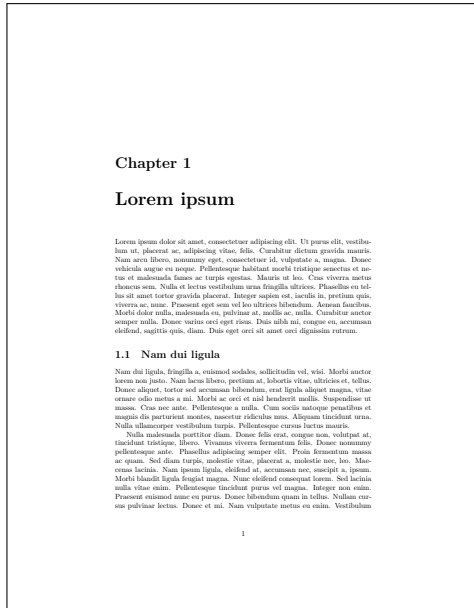 Chapter 1
Lorem ipsum
Lorem ipsum dolor sit amet, consectetuer adipiscing elit. Ut purus elit, vestibu-
lum ut, placerat ac, adipiscing vitae, felis. Curabitur dictum gravida mauris.
Nam arcu libero, nonummy eget, consectetuer id, vulputate a, magna. Donec
vehicula augue eu neque. Pellentesque habitant morbi tristique senectus et ne-
tus et malesuada fames ac turpis egestas. Mauris ut leo. Cras viverra metus
rhoncus sem. Nulla et lectus vestibulum urna fringilla ultrices. Phasellus eu tel-
lus sit amet tortor gravida placerat. Integer sapien est, iaculis in, pretium quis,
viverra ac, nunc. Praesent eget sem vel leo ultrices bibendum. Aenean faucibus.
Morbi dolor nulla, malesuada eu, pulvinar at, mollis ac, nulla. Curabitur auctor
semper nulla. Donec varius orci eget risus. Duis nibh mi, congue eu, accumsan
eleifend, sagittis quis, diam. Duis eget orci sit amet orci dignissim rutrum.
1.1 Nam dui ligula
Nam dui ligula, fringilla a, euismod sodales, sollicitudin vel, wisi. Morbi auctor
lorem non justo. Nam lacus libero, pretium at, lobortis vitae, ultricies et, tellus.
Donec aliquet, tortor sed accumsan bibendum, erat ligula aliquet magna, vitae
ornare odio metus a mi. Morbi ac orci et nisl hendrerit mollis. Suspendisse ut
massa. Cras nec ante. Pellentesque a nulla. Cum sociis natoque penatibus et
magnis dis parturient montes, nascetur ridiculus mus. Aliquam tincidunt urna.
Nulla ullamcorper vestibulum turpis. Pellentesque cursus luctus mauris.
Nulla malesuada porttitor diam. Donec felis erat, congue non, volutpat at,
tincidunt tristique, libero. Vivamus viverra fermentum felis. Donec nonummy
pellentesque ante. Phasellus adipiscing semper elit. Proin fermentum massa
ac quam. Sed diam turpis, molestie vitae, placerat a, molestie nec, leo. Mae-
cenas lacinia. Nam ipsum ligula, eleifend at, accumsan nec, suscipit a, ipsum.
Morbi blandit ligula feugiat magna. Nunc eleifend consequat lorem. Sed lacinia
nulla vitae enim. Pellentesque tincidunt purus vel magna. Integer non enim.
Praesent euismod nunc eu purus. Donec bibendum quam in tellus. Nullam cur-
sus pulvinar lectus. Donec et mi. Nam vulputate metus eu enim. Vestibulum
1